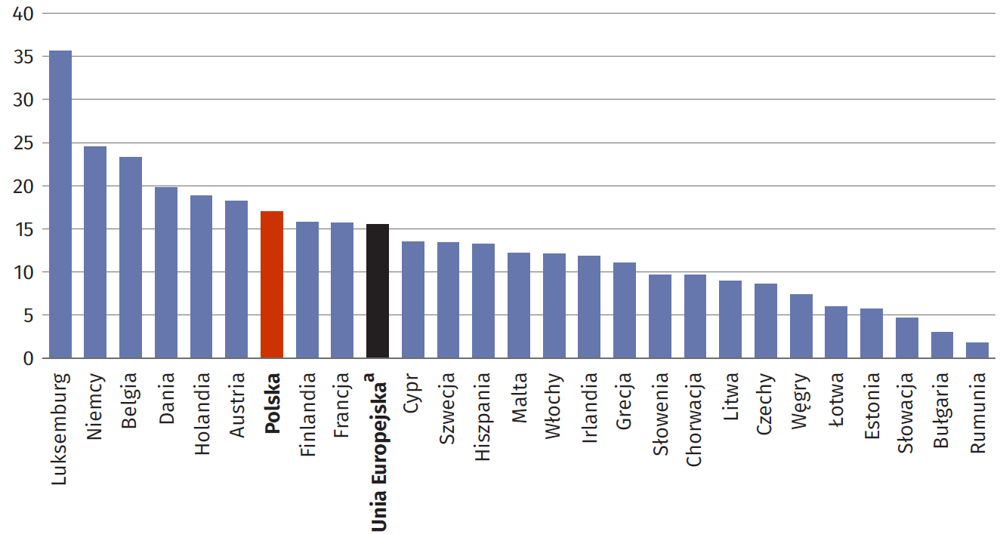 40
35
30
25
20
15
10
5
0
Luksemburg
Niemcy
Belgia
Dania
Holandia
Austria
Polska
Finlandia
Francja
Unia Europejskaᵃ
Cypr
Szwecja
Hiszpania
Malta
Włochy
Irlandia
Grecja
Słowenia
Chorwacja
Litwa
Czechy
Węgry
Łotwa
Estonia
Słowacja
Bułgaria
Rumunia